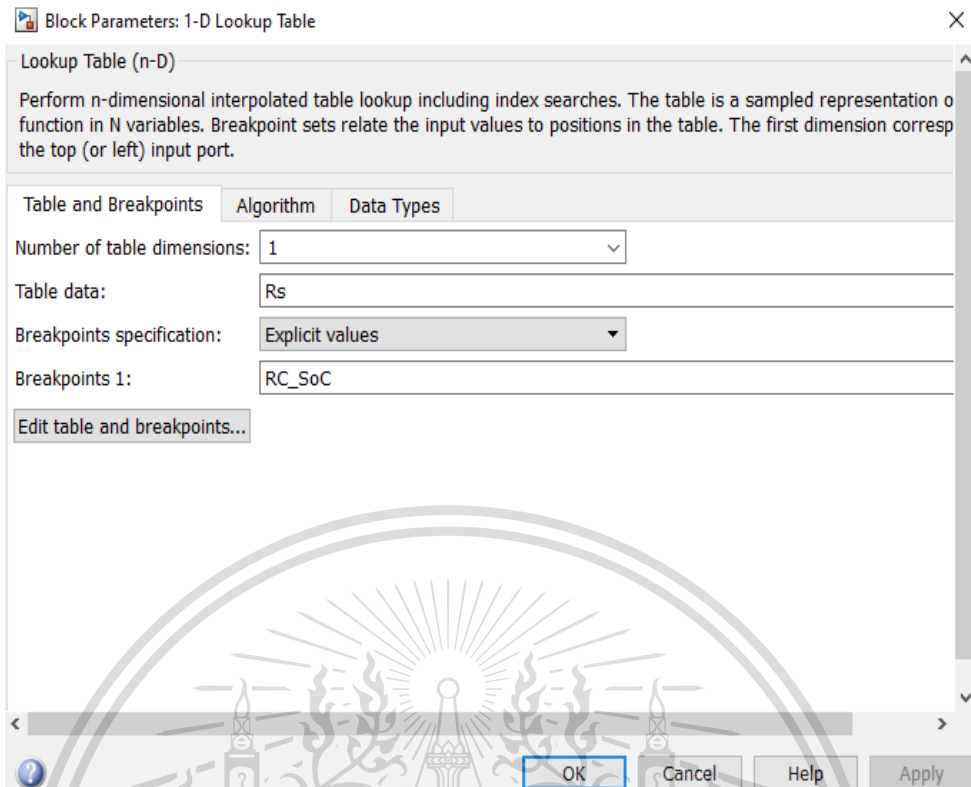 Block Parameters: 1-D Lookup Table
Lookup Table (n-D)
Perform n-dimensional interpolated table lookup including index searches. The table is a sampled representation o
function in N variables. Breakpoint sets relate the input values to positions in the table. The first dimension corresp
the top (or left) input port.
Table and Breakpoints Algorithm Data Types
Number of table dimensions: 1
Table data: Rs
Breakpoints specification: Explicit values
Breakpoints 1: RC_SoC
Edit table and breakpoints...
OK Cancel Help Apply